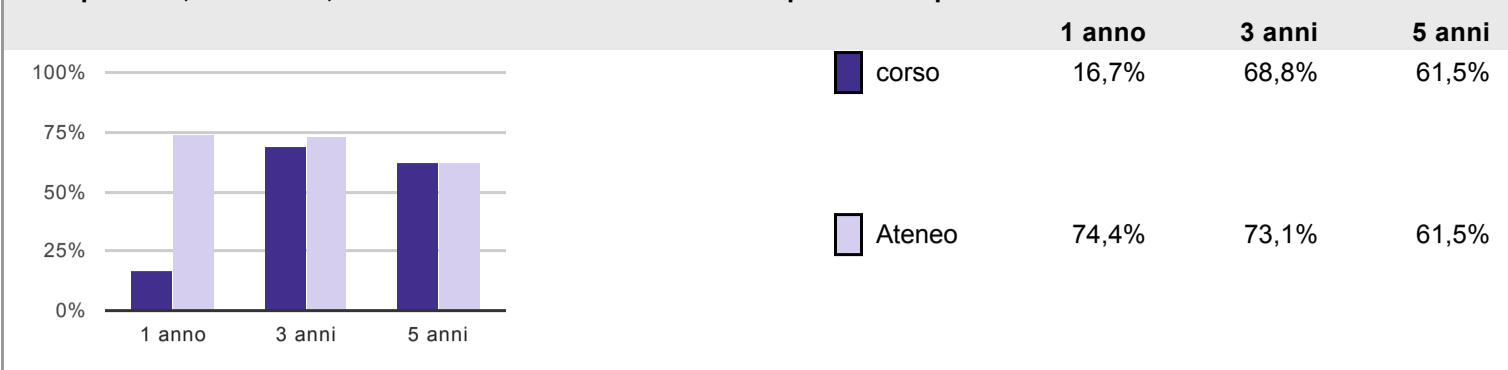 1 anno 3 anni 5 anni
100%
75%
50%
25%
0%
1 anno 3 anni 5 anni
corso 16,7% 68,8% 61,5%
Ateneo 74,4% 73,1% 61,5%